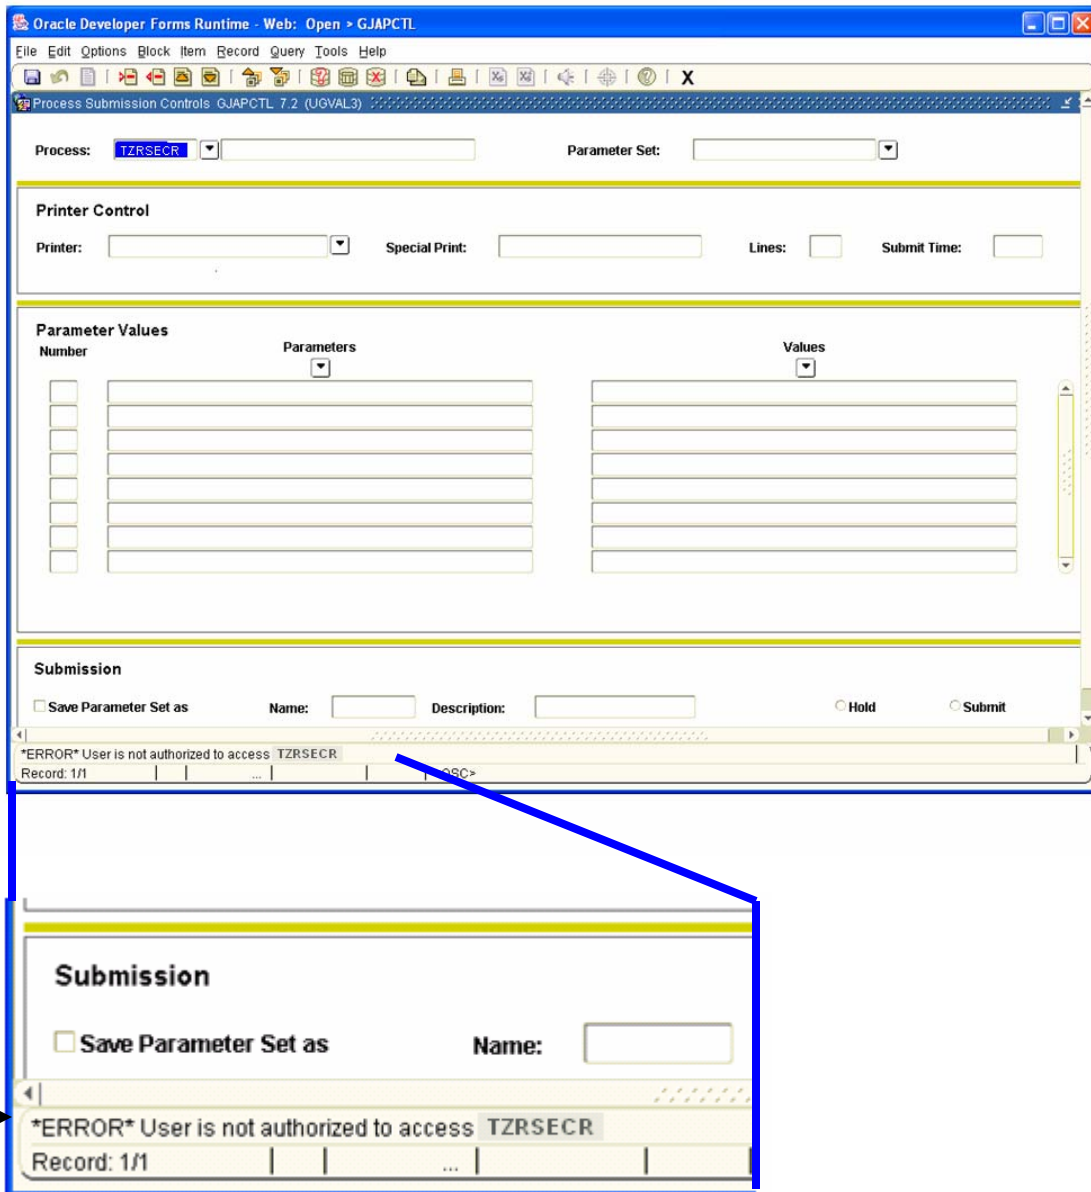 Oracle Developer Forms Runtime - Web: Open > GJAPCTL
File Edit Options Block Item Record Query Tools Help
Process Submission Controls GJAPCTL 7.2 (UGVAL3)
Process: TZRSECR Parameter Set:
Printer Control
Printer: Special Print: Lines: Submit Time:
Parameter Values
Number Parameters Values
Submission
Save Parameter Set as Name: Description: Hold Submit
*ERROR* User is not authorized to access TZRSECR
Record: 1/1 ... <OSC>
Submission
Save Parameter Set as Name:
*ERROR* User is not authorized to access TZRSECR
Record: 1/1 ...